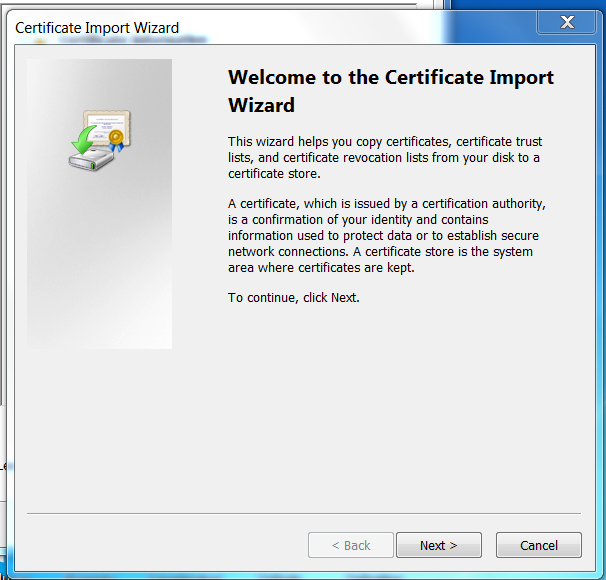 Certificate Import Wizard
Welcome to the Certificate Import
Wizard
This wizard helps you copy certificates, certificate trust
lists, and certificate revocation lists from your disk to a
certificate store.
A certificate, which is issued by a certification authority,
is a confirmation of your identity and contains
information used to protect data or to establish secure
network connections. A certificate store is the system
area where certificates are kept.
To continue, click Next.
< Back
Next >
Cancel